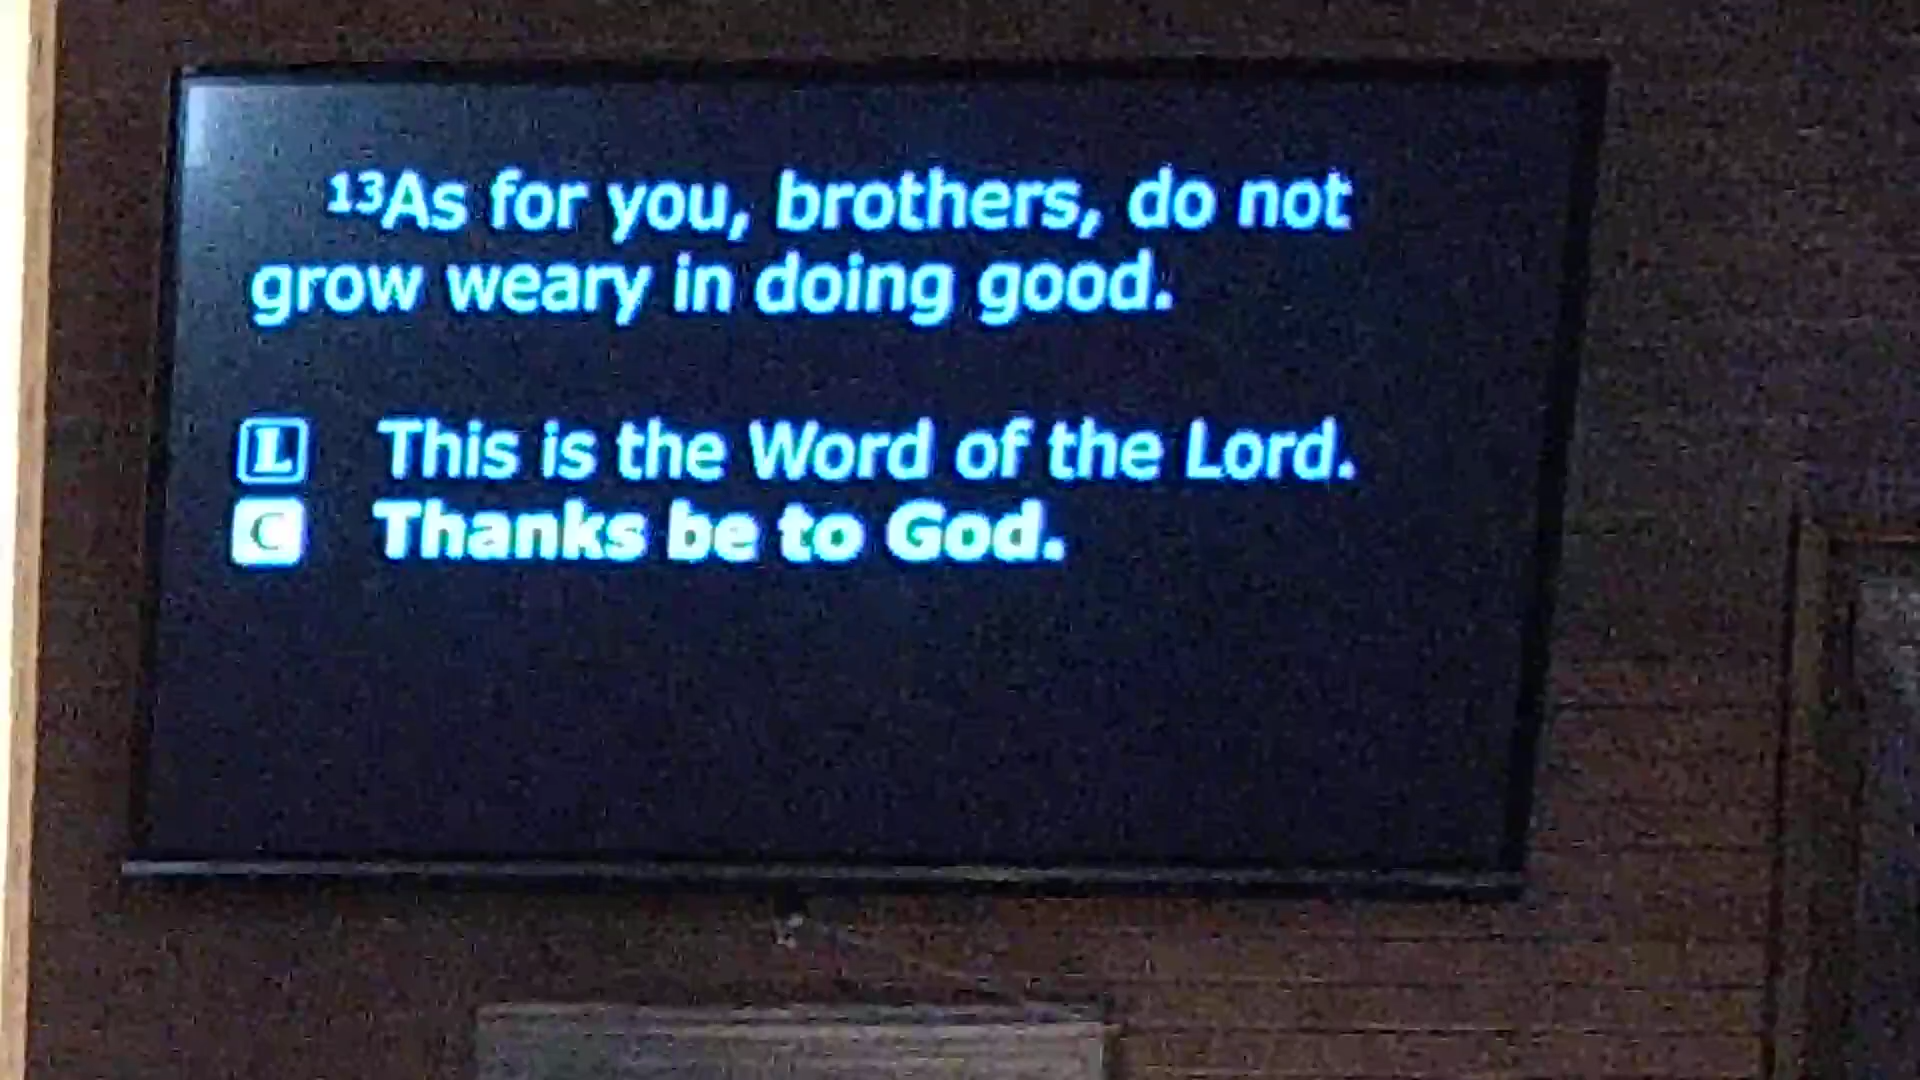 13As for you, brothers, do not
grow weary in doing good.
L This is the Word of the Lord.
C Thanks be to God.